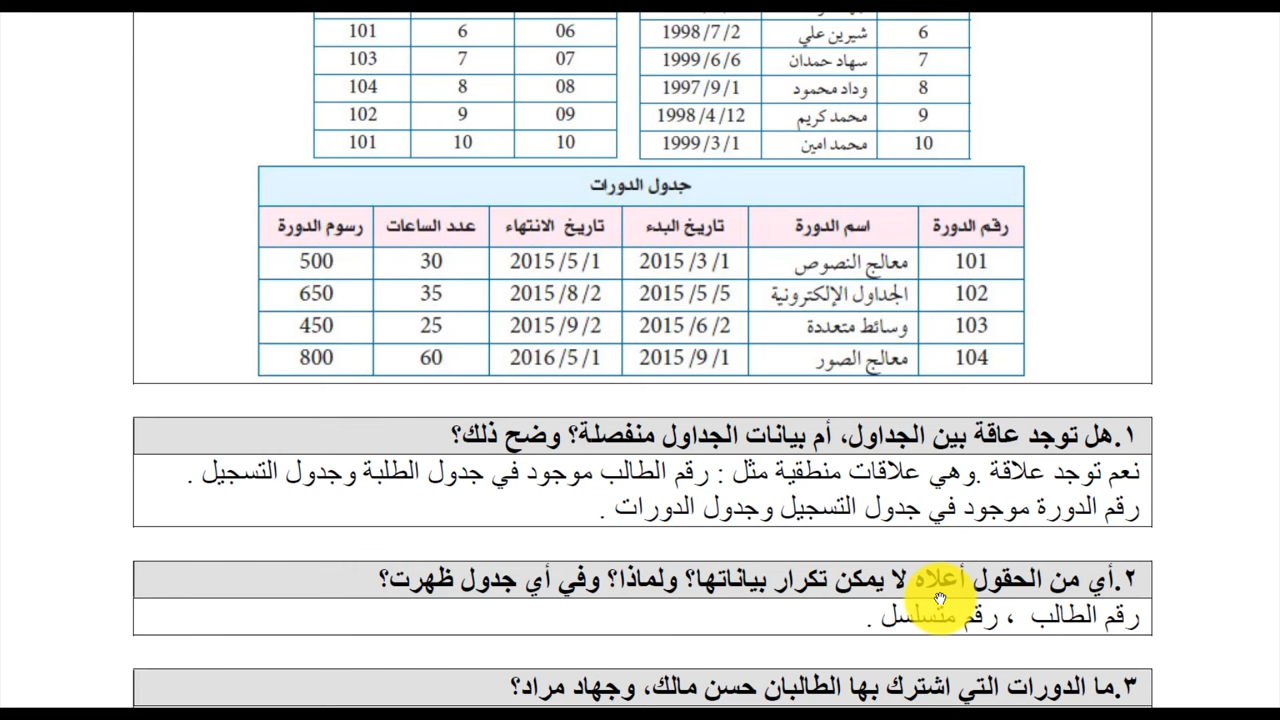 6 شيرين علي 1998/7/2
7 سهاد حمدان 1999/6/6
8 وداد محمود 1997/9/1
9 محمد كريم 1998/4/12
10 محمد امين 1999/3/1
06 6 101
07 7 103
08 8 104
09 9 102
10 10 101
جدول الدورات
رقم الدورة اسم الدورة تاريخ البدء تاريخ الانتهاء عدد الساعات رسوم الدورة
101 معالج النصوص 2015/3/1 2015/5/1 30 500
102 الجداول الإلكترونية 2015/5/5 2015/8/2 35 650
103 وسائط متعددة 2015/6/2 2015/9/2 25 450
104 معالج الصور 2015/9/1 2016/5/1 60 800
١.هل توجد عاقة بين الجداول، أم بيانات الجداول منفصلة؟ وضح ذلك؟
نعم توجد علاقة .وهي علاقات منطقية مثل : رقم الطالب موجود في جدول الطلبة وجدول التسجيل .
رقم الدورة موجود في جدول التسجيل وجدول الدورات .
٢.أي من الحقول أعلاه لا يمكن تكرار بياناتها؟ ولماذا؟ وفي أي جدول ظهرت؟
رقم الطالب ، رقم متسلسل .
٣.ما الدورات التي اشترك بها الطالبان حسن مالك، وجهاد مراد؟